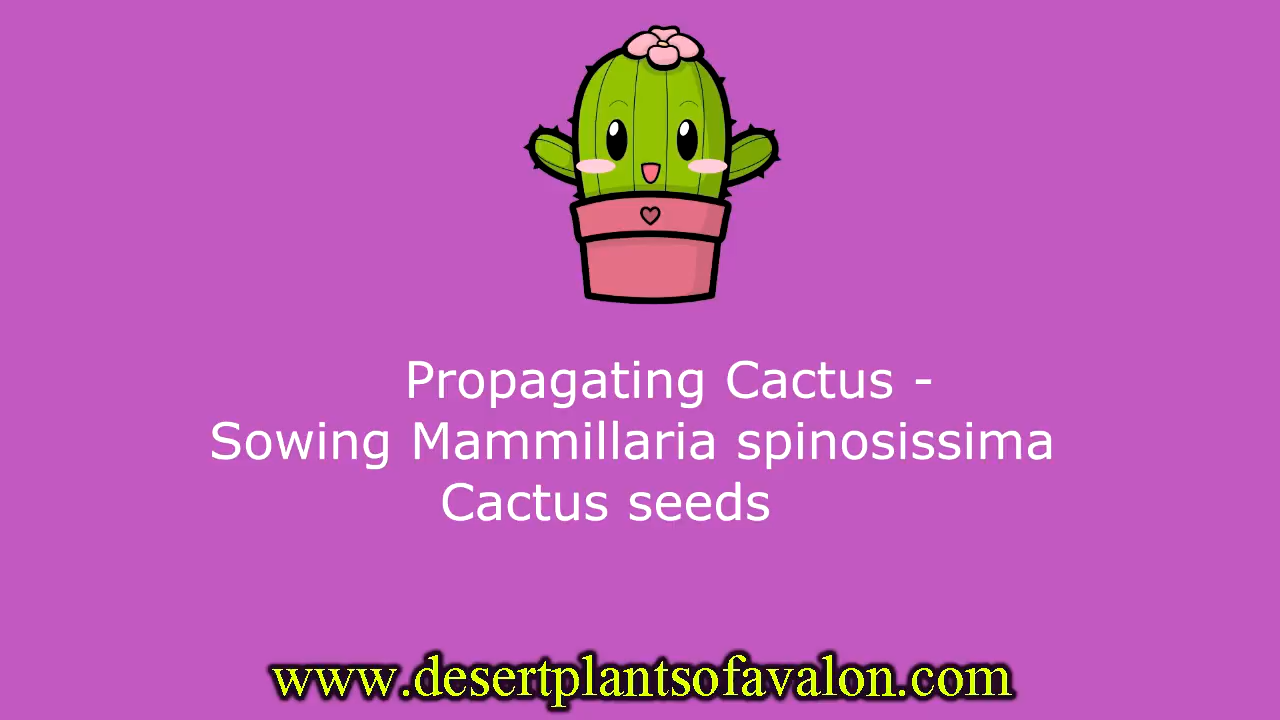 Propagating Cactus -
Sowing Mammillaria spinosissima
Cactus seeds
www.desertplantsofavalon.com